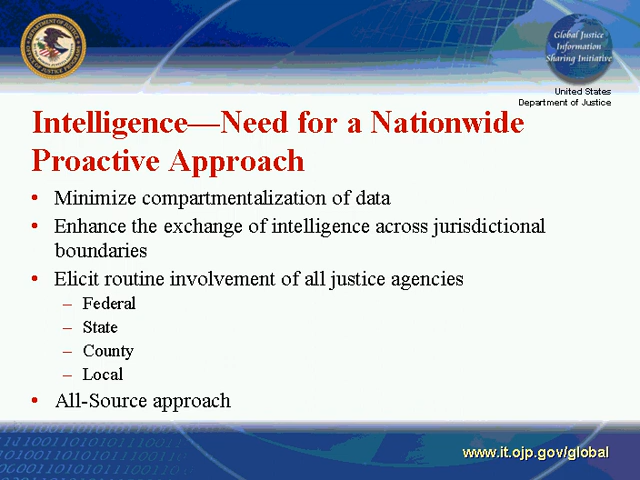 Global Justice
Information
Sharing Initiative
United States
Department of Justice
Intelligence—Need for a Nationwide
Proactive Approach
• Minimize compartmentalization of data
• Enhance the exchange of intelligence across jurisdictional
boundaries
• Elicit routine involvement of all justice agencies
– Federal
– State
– County
– Local
• All-Source approach
www.it.ojp.gov/global